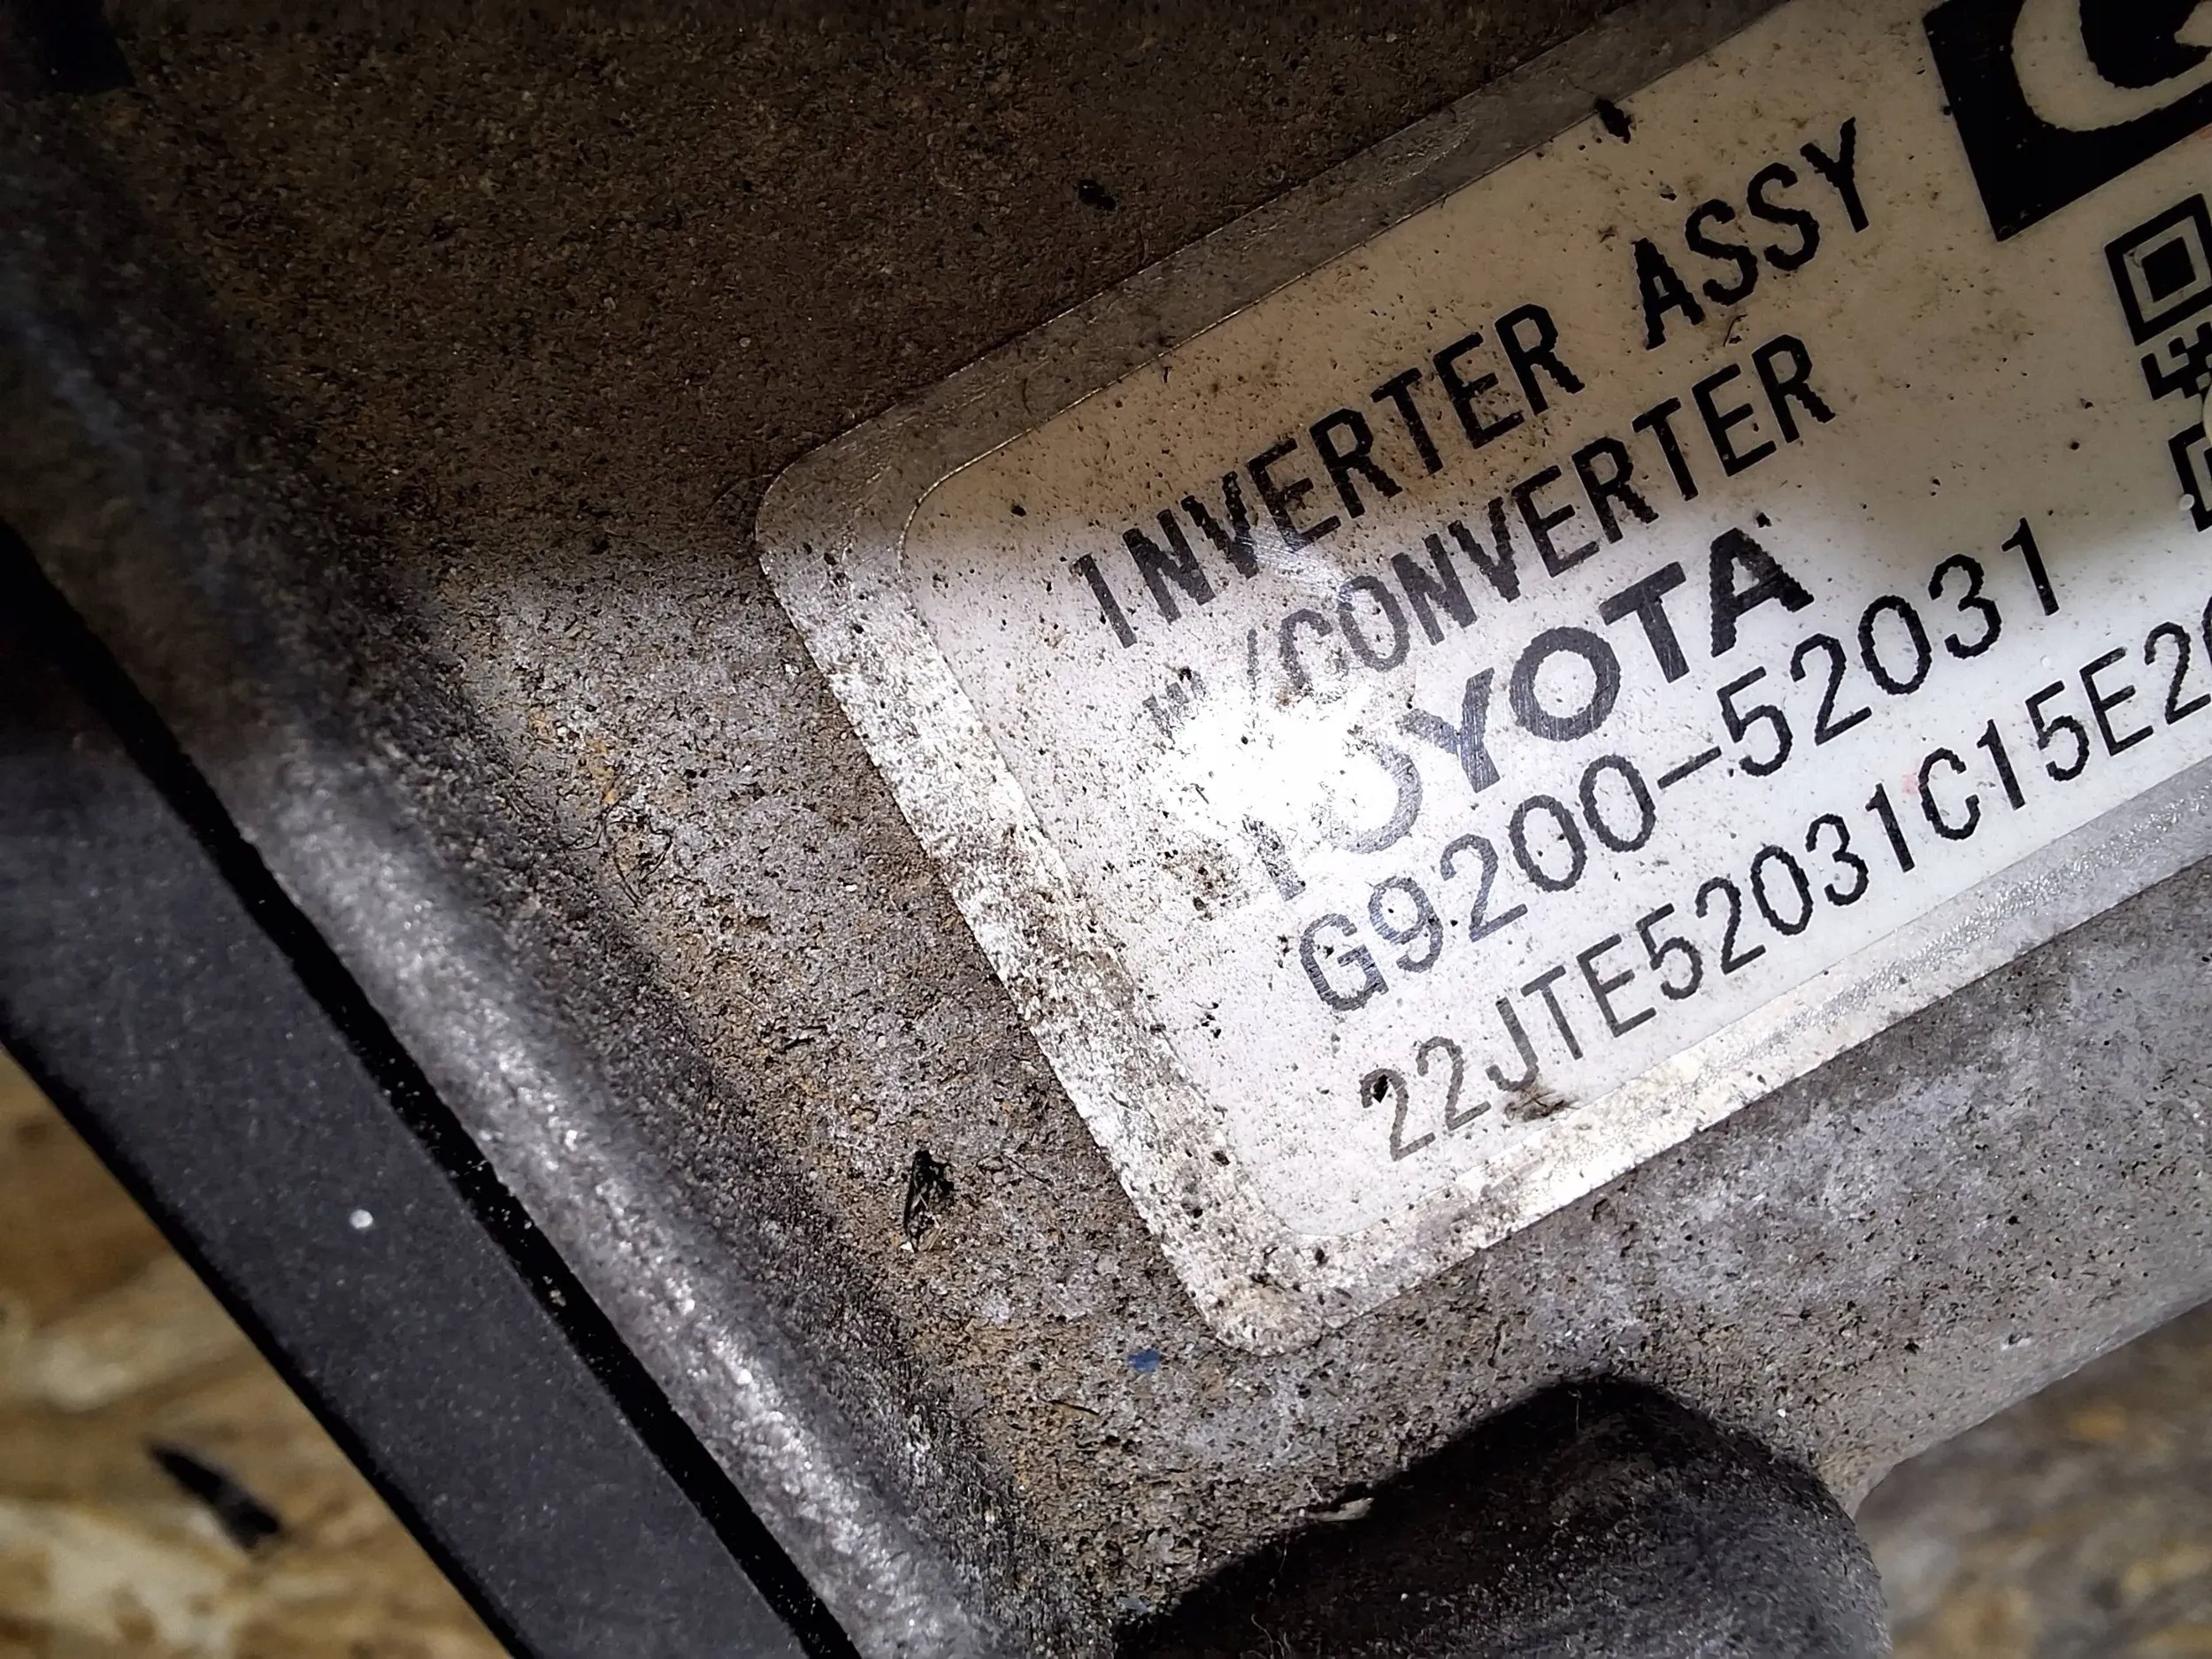 INVERTER ASSY
/CONVERTER
TOYOTA
G9200-52031
22JTE52031C15E2